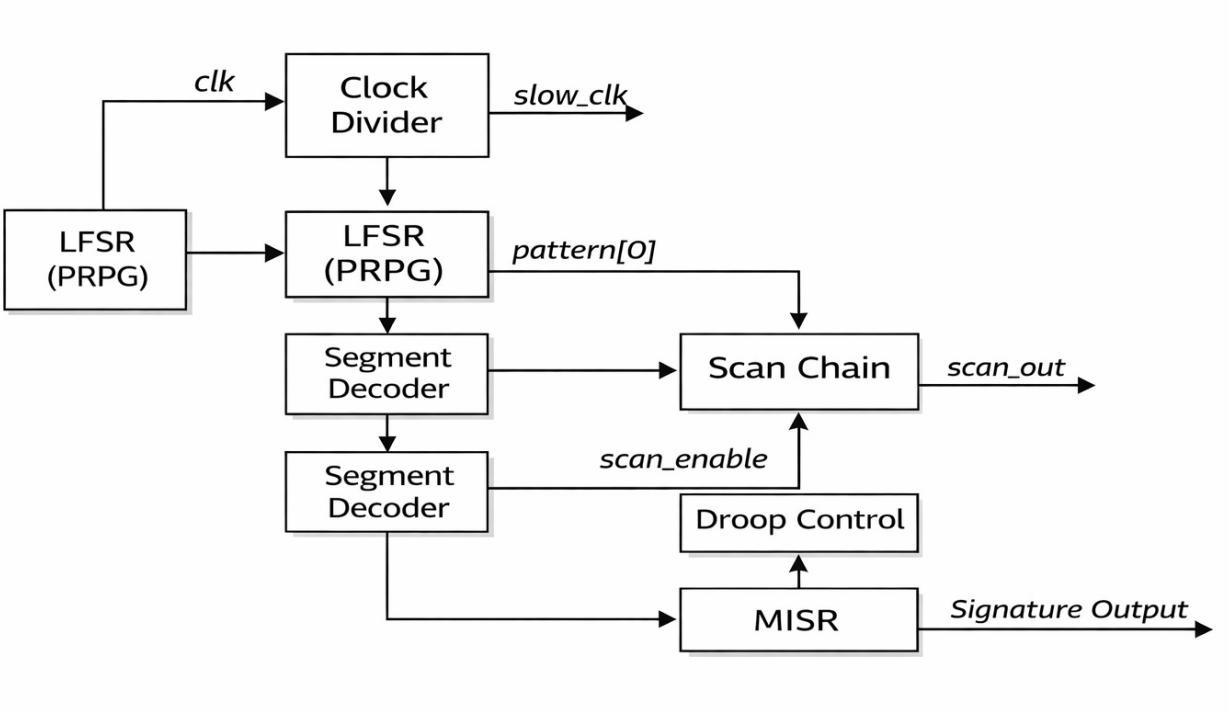 clk
Clock
Divider
slow_clk
LFSR
(PRPG)
LFSR
(PRPG)
pattern[O]
Segment
Decoder
Scan Chain
scan_out
Segment
Decoder
scan_enable
Droop Control
MISR
Signature Output